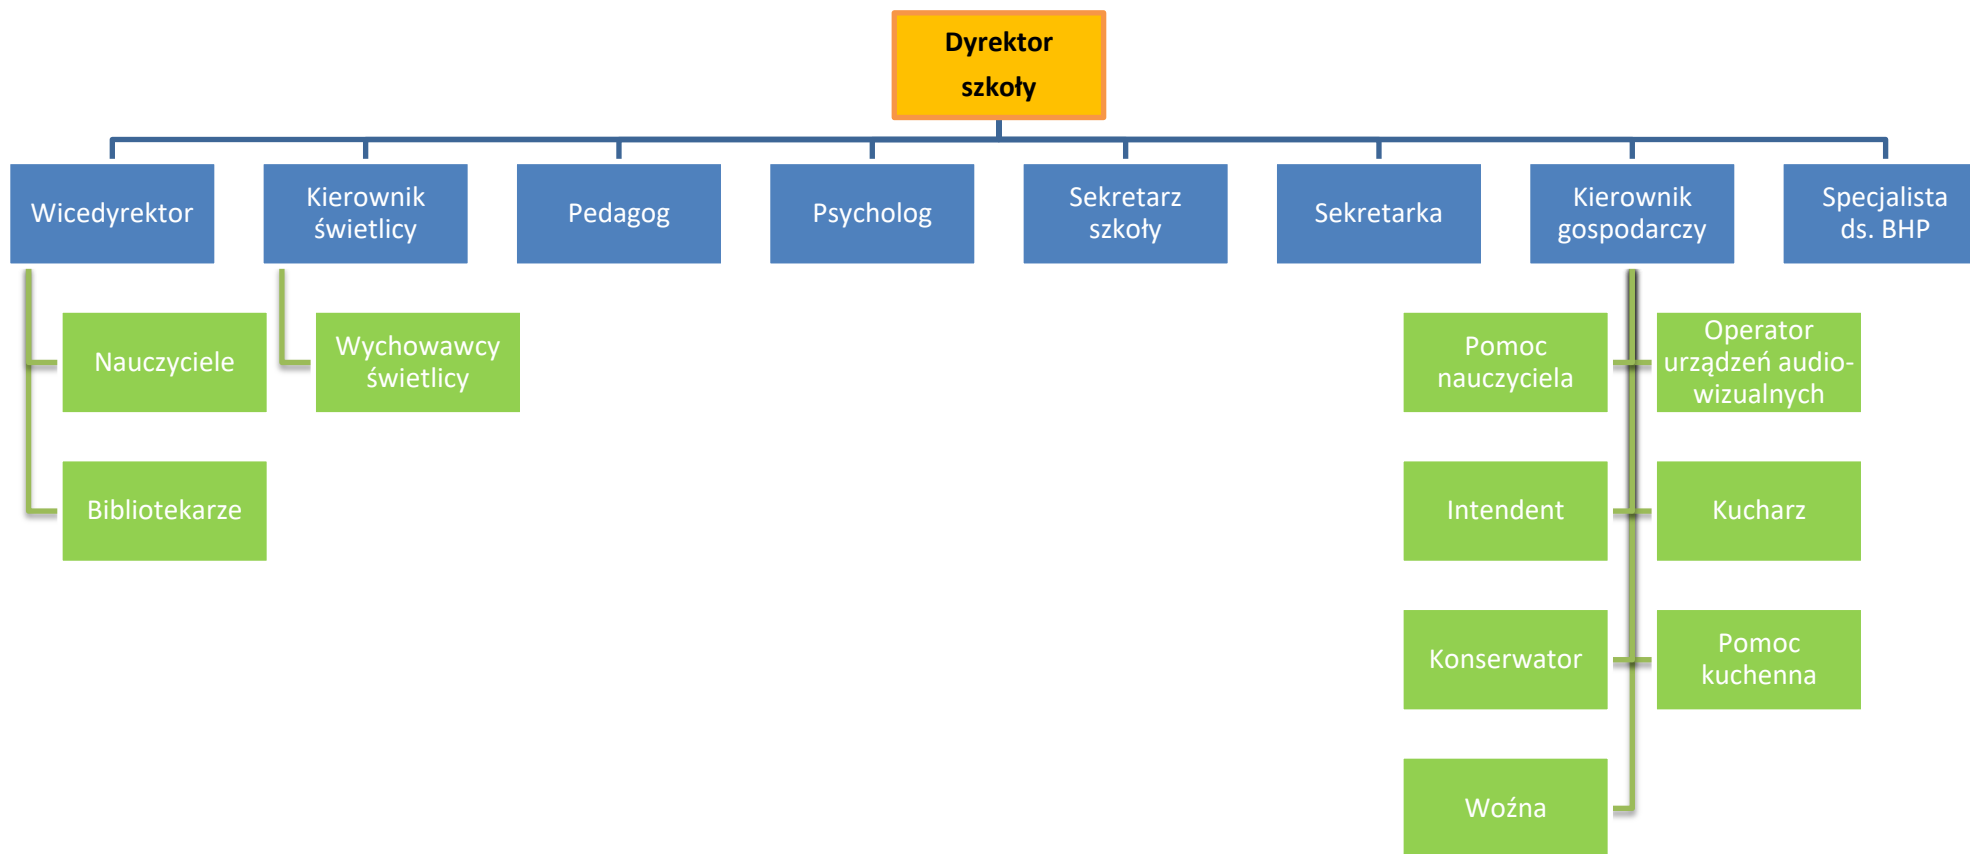 Dyrektor
szkoły
Wicedyrektor
Kierownik
świetlicy
Pedagog
Psycholog
Sekretarz
szkoły
Sekretarka
Kierownik
gospodarczy
Specjalista
ds. BHP
Nauczyciele
Wychowawcy
świetlicy
Pomoc
nauczyciela
Operator
urządzeń audio-
wizualnych
Bibliotekarze
Intendent
Kucharz
Konserwator
Pomoc
kuchenna
Woźna